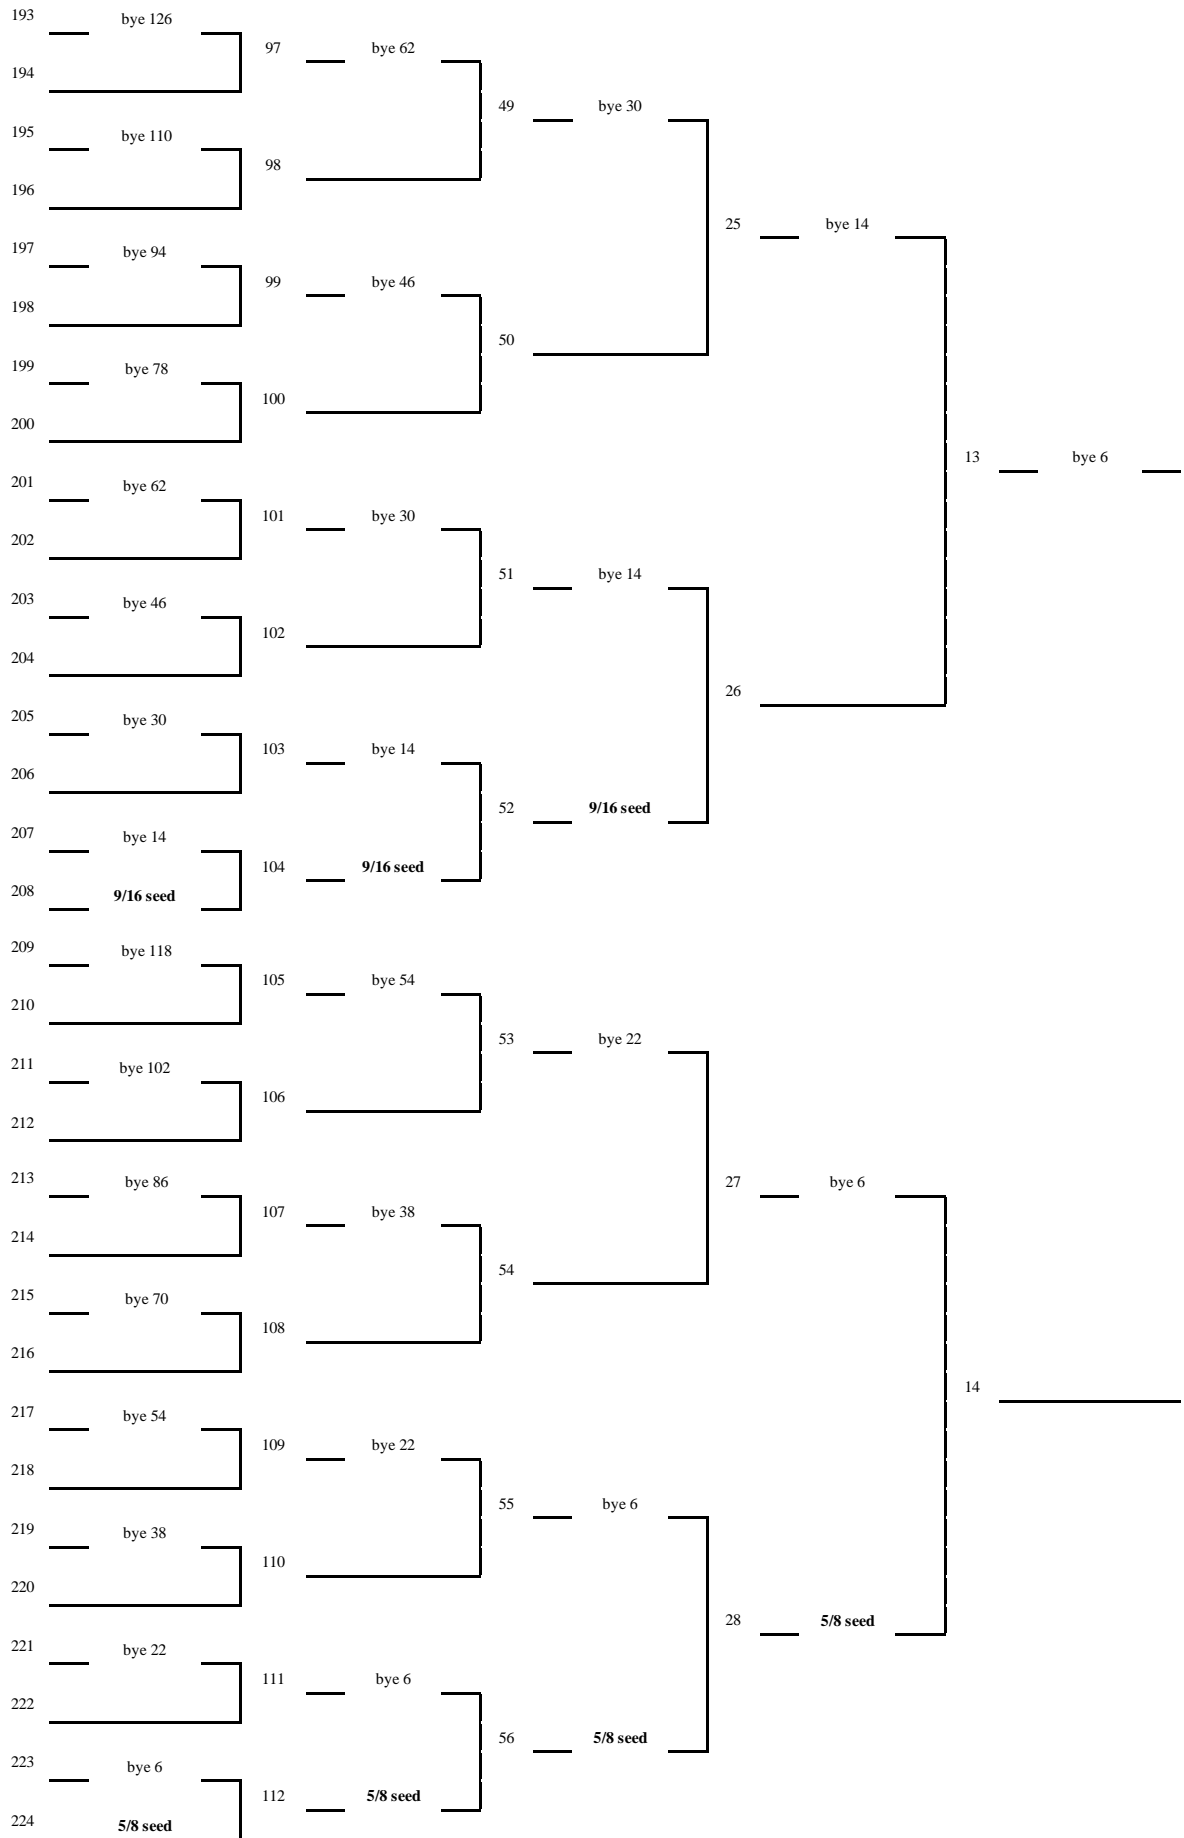 193 bye 126
194
195 bye 110
196
197 bye 94
198
199 bye 78
200
201 bye 62
202
203 bye 46
204
205 bye 30
206
207 bye 14
208 9/16 seed
209 bye 118
210
211 bye 102
212
213 bye 86
214
215 bye 70
216
217 bye 54
218
219 bye 38
220
221 bye 22
222
223 bye 6
224 5/8 seed
97 bye 62
98
99 bye 46
100
101 bye 30
102
103 bye 14
104 9/16 seed
105 bye 54
106
107 bye 38
108
109 bye 22
110
111 bye 6
112 5/8 seed
49 bye 30
50
51 bye 14
52 9/16 seed
53 bye 22
54
55 bye 6
56 5/8 seed
25 bye 14
26
27 bye 6
28 5/8 seed
13 bye 6
14